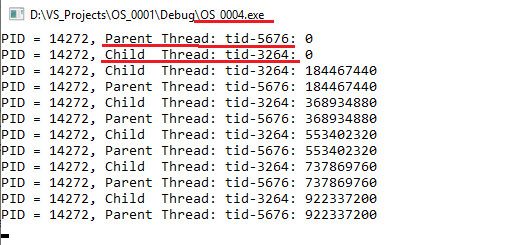 D:\VS_Projects\OS_0001\Debug\OS_0004.exe
PID = 14272, Parent Thread: tid-5676: 0
PID = 14272, Child  Thread: tid-3264: 0
PID = 14272, Child  Thread: tid-3264: 184467440
PID = 14272, Parent Thread: tid-5676: 184467440
PID = 14272, Child  Thread: tid-3264: 368934880
PID = 14272, Parent Thread: tid-5676: 368934880
PID = 14272, Child  Thread: tid-3264: 553402320
PID = 14272, Parent Thread: tid-5676: 553402320
PID = 14272, Child  Thread: tid-3264: 737869760
PID = 14272, Parent Thread: tid-5676: 737869760
PID = 14272, Child  Thread: tid-3264: 922337200
PID = 14272, Parent Thread: tid-5676: 922337200